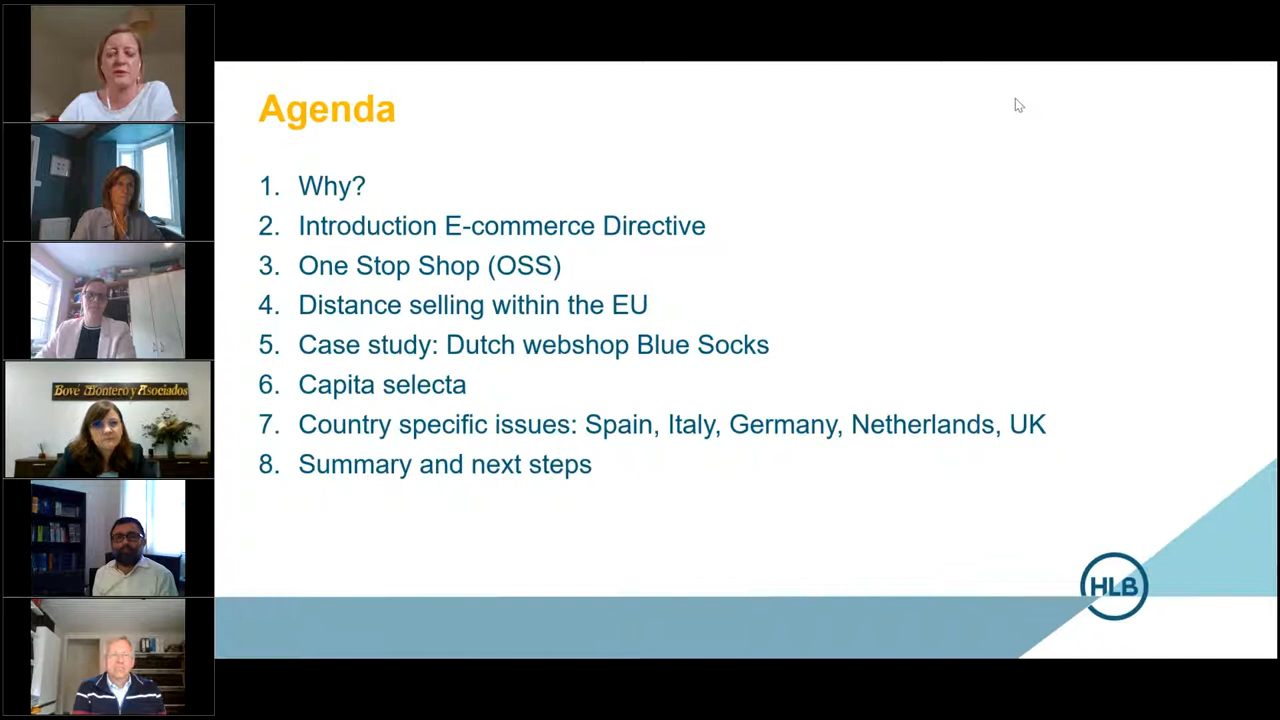 Agenda
1. Why?
2. Introduction E-commerce Directive
3. One Stop Shop (OSS)
4. Distance selling within the EU
5. Case study: Dutch webshop Blue Socks
6. Capita selecta
7. Country specific issues: Spain, Italy, Germany, Netherlands, UK
8. Summary and next steps
HLB
Bové Montero y Asociados